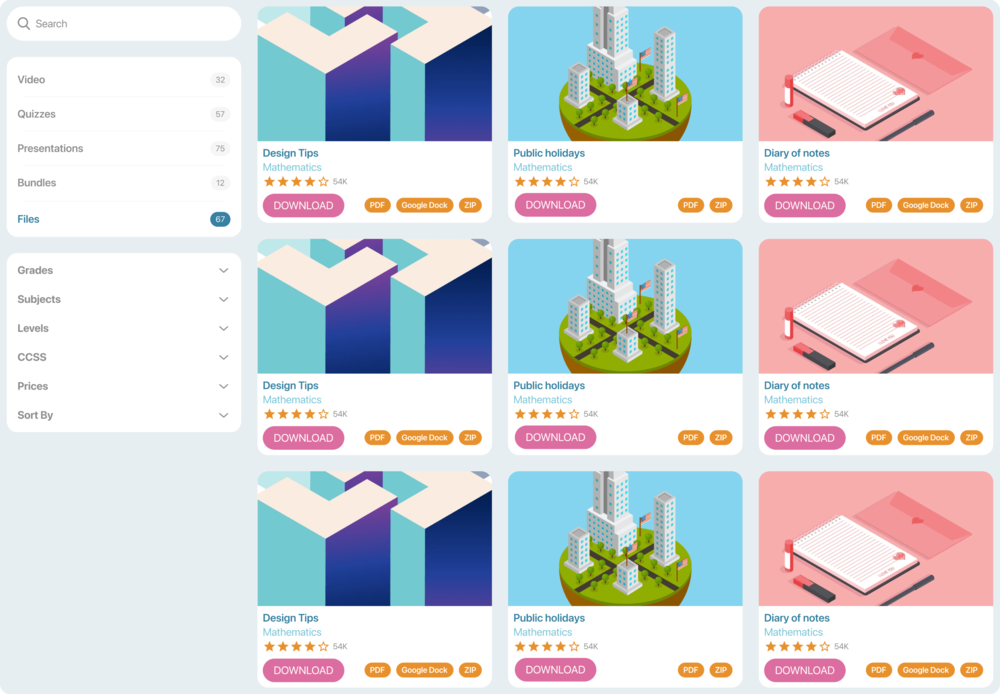 Search
Video 32
Quizzes 57
Presentations 75
Bundles 12
Files 67
Grades
Subjects
Levels
CCSS
Prices
Sort By
Design Tips
Mathematics
54K
DOWNLOAD PDF Google Dock ZIP
Public holidays
Mathematics
54K
DOWNLOAD PDF ZIP
Diary of notes
Mathematics
54K
DOWNLOAD PDF Google Dock ZIP
Design Tips
Mathematics
54K
DOWNLOAD PDF Google Dock ZIP
Public holidays
Mathematics
54K
DOWNLOAD PDF ZIP
Diary of notes
Mathematics
54K
DOWNLOAD PDF Google Dock ZIP
Design Tips
Mathematics
54K
DOWNLOAD PDF Google Dock ZIP
Public holidays
Mathematics
54K
DOWNLOAD PDF ZIP
Diary of notes
Mathematics
54K
DOWNLOAD PDF Google Dock ZIP